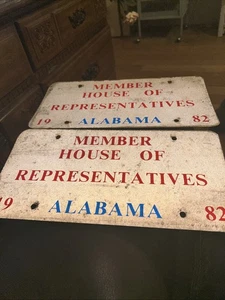 MEMBER
HOUSE OF
REPRESENTATIVES
19 ALABAMA 82
MEMBER
HOUSE OF
REPRESENTATIVES
19 ALABAMA 82